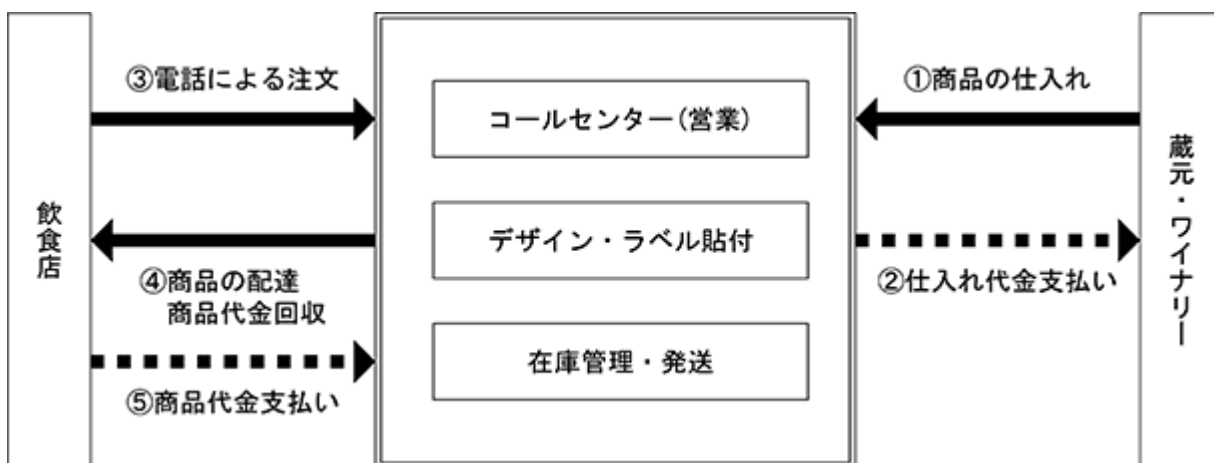 ③電話による注文
①商品の仕入れ
コールセンター(営業)
飲食店
デザイン・ラベル貼付
蔵元・ワイナリー
④商品の配達
商品代金回収
②仕入れ代金支払い
在庫管理・発送
⑤商品代金支払い